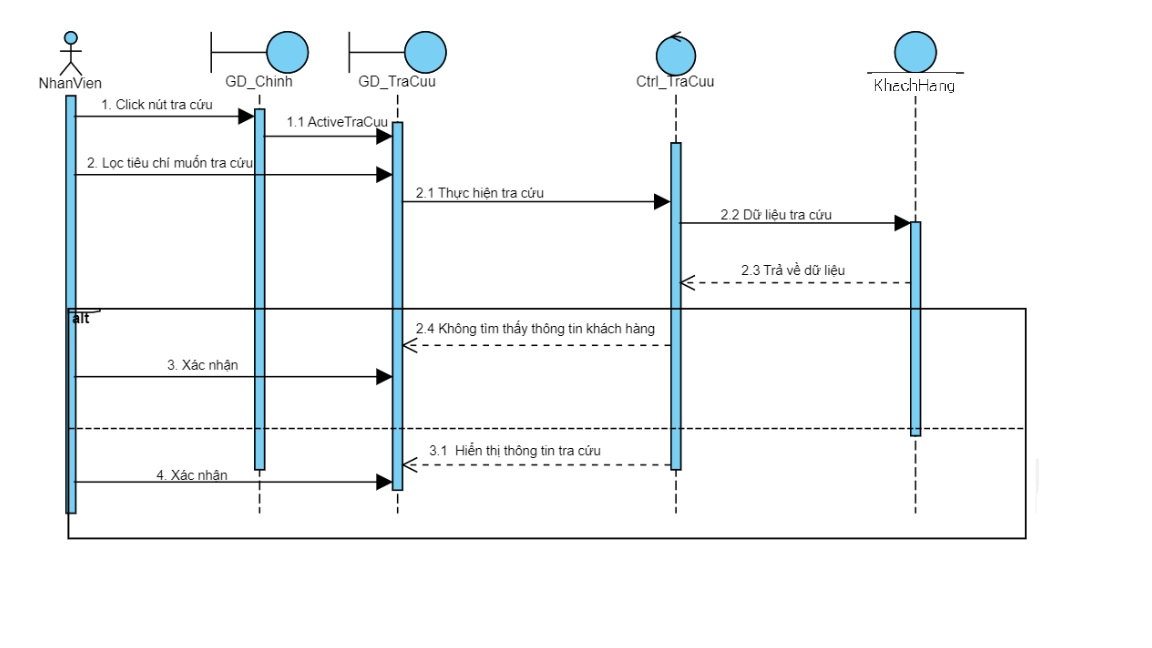 NhanVien
GD_Chinh
GD_TraCuu
Ctrl_TraCuu
KhachHang
1. Click nút tra cứu
1.1 ActiveTraCuu
2. Lọc tiêu chí muốn tra cứu
2.1 Thực hiện tra cứu
2.2 Dữ liệu tra cứu
2.3 Trả về dữ liệu
alt
2.4 Không tìm thấy thông tin khách hàng
3. Xác nhận
3.1 Hiển thị thông tin tra cứu
4. Xác nhận